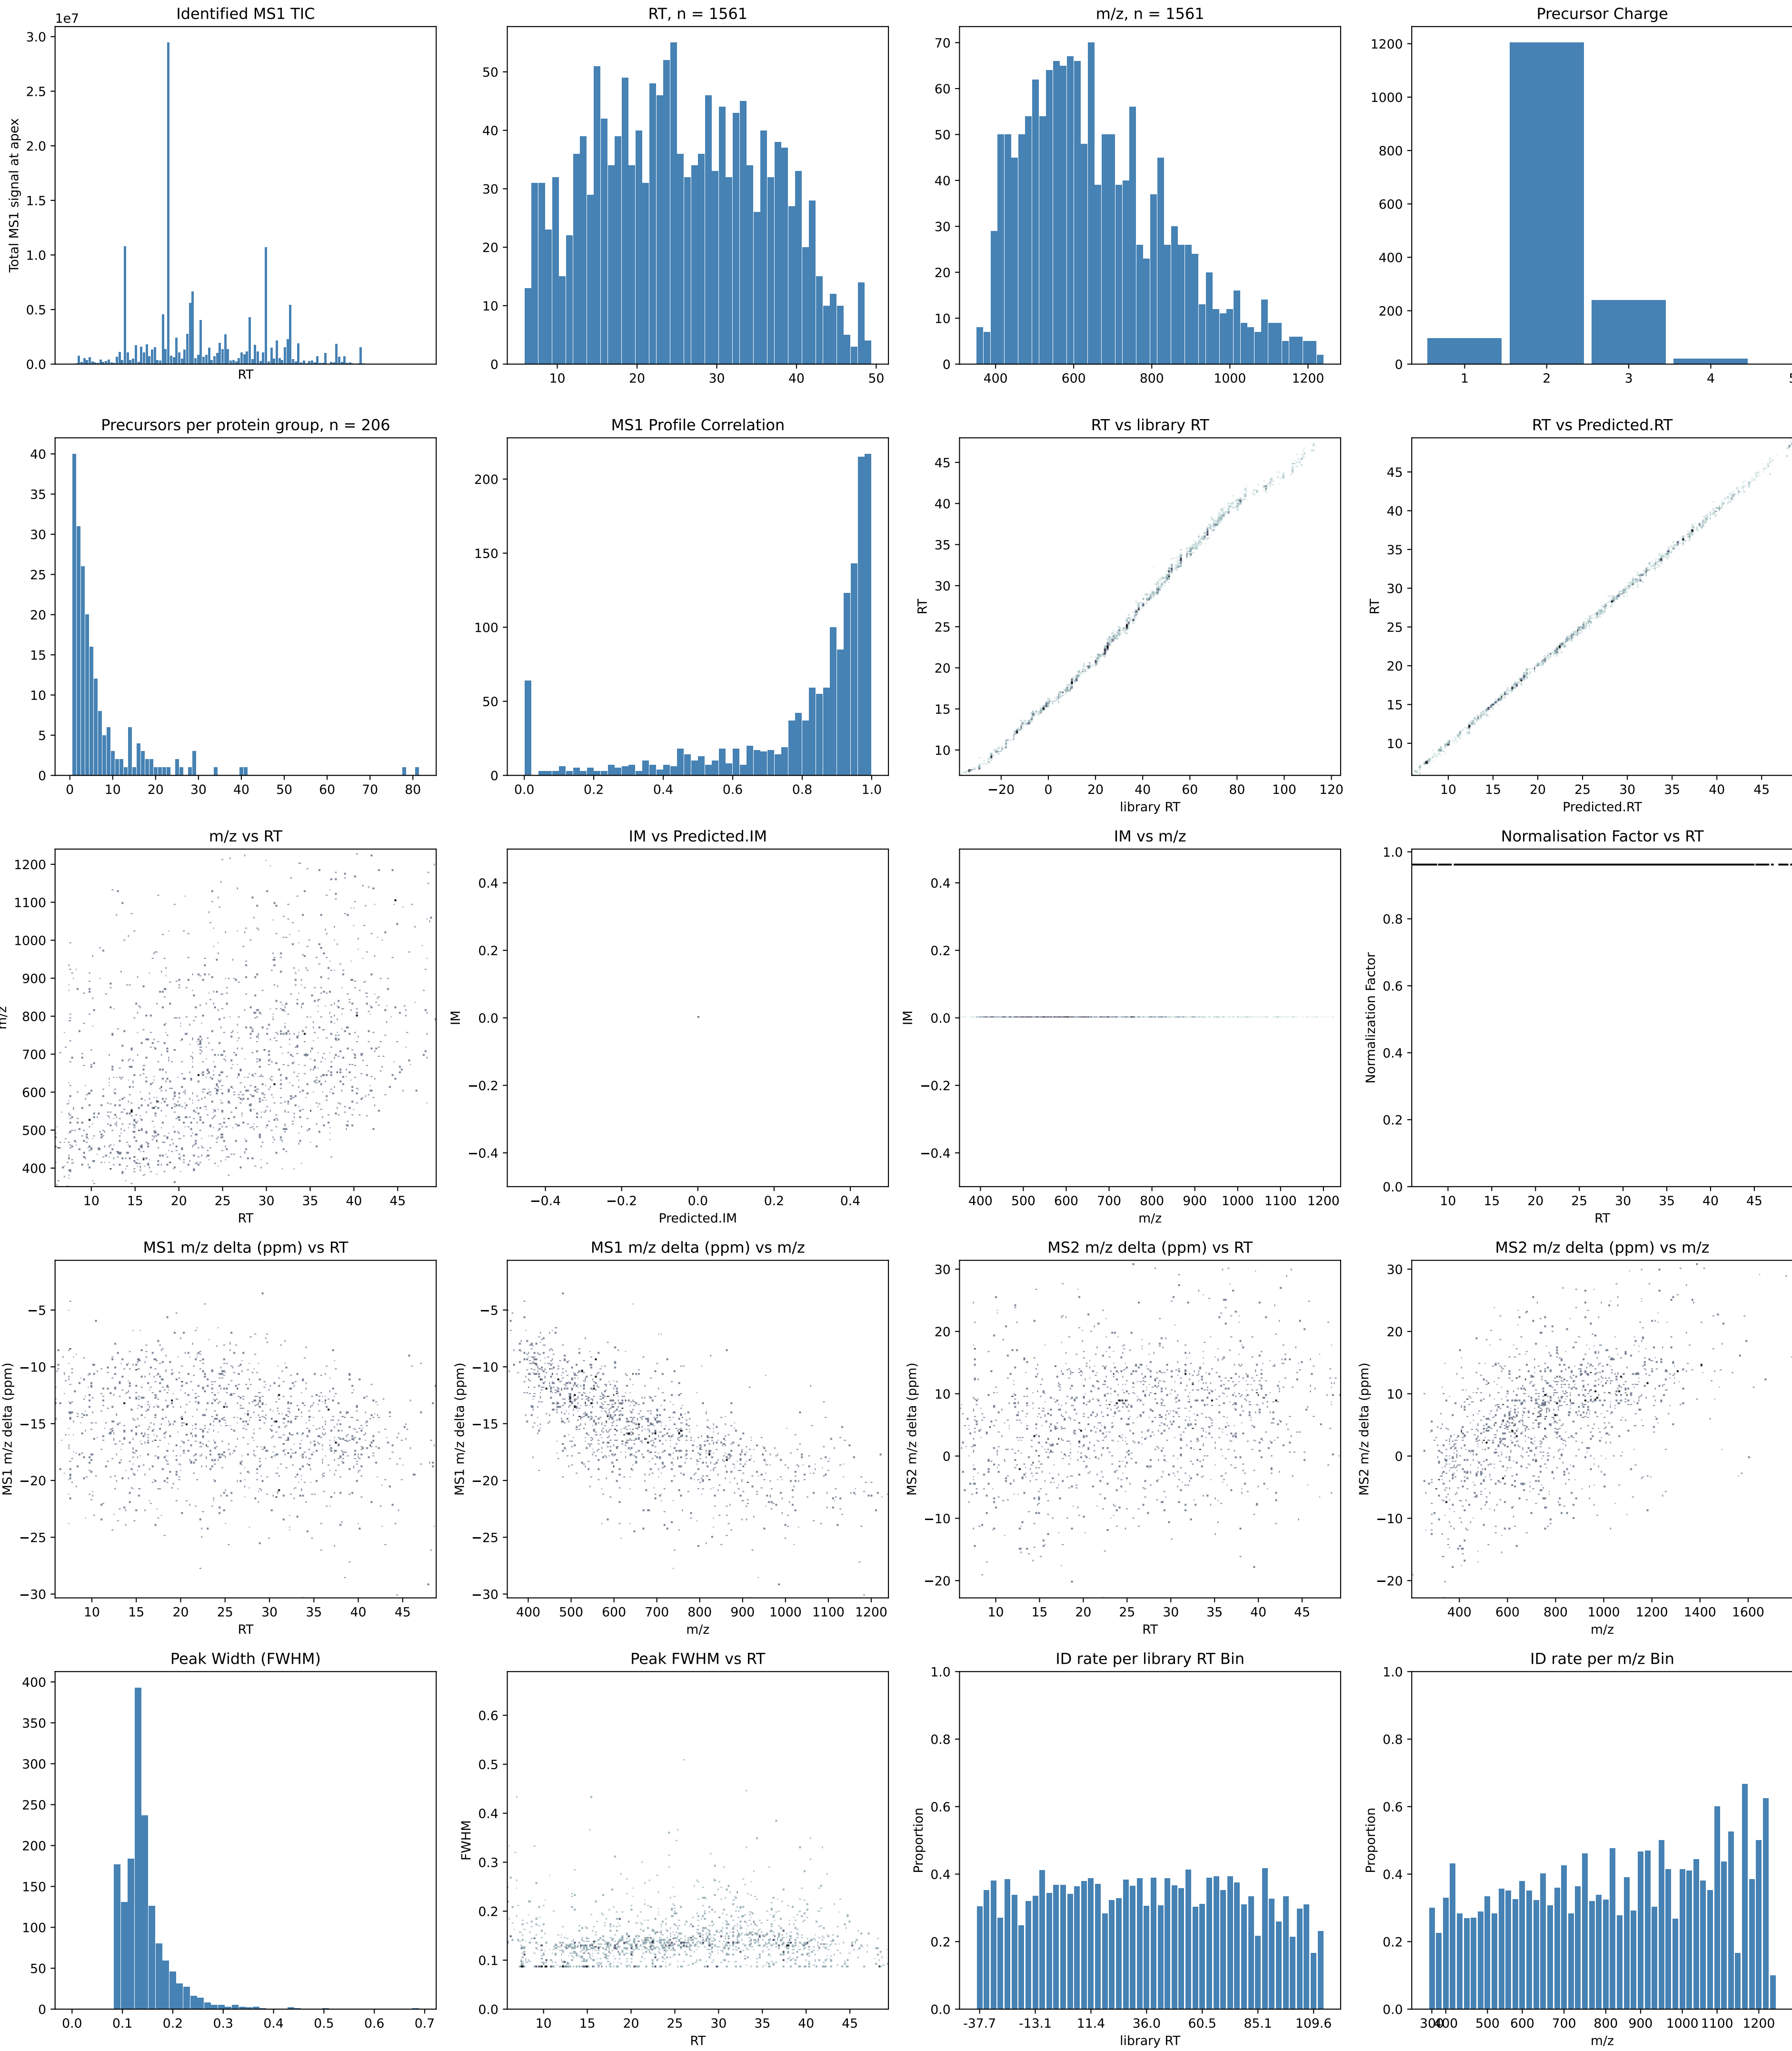 Identified MS1 TIC
1e7
3.0
2.5
2.0
1.5
1.0
0.5
0.0
Total MS1 signal at apex
RT
RT, n = 1561
50
40
30
20
10
0
10 20 30 40 50
m/z, n = 1561
70
60
50
40
30
20
10
0
400 600 800 1000 1200
Precursor Charge
1200
1000
800
600
400
200
0
1 2 3 4 5
Precursors per protein group, n = 206
40
35
30
25
20
15
10
5
0
0 10 20 30 40 50 60 70 80
MS1 Profile Correlation
200
150
100
50
0
0.0 0.2 0.4 0.6 0.8 1.0
RT vs library RT
45
40
35
30
25
20
15
10
RT
−20 0 20 40 60 80 100 120
library RT
RT vs Predicted.RT
45
40
35
30
25
20
15
10
RT
10 15 20 25 30 35 40 45
Predicted.RT
m/z vs RT
1200
1100
1000
900
800
700
600
500
400
m/z
10 15 20 25 30 35 40 45
RT
IM vs Predicted.IM
0.4
0.2
0.0
−0.2
−0.4
IM
−0.4 −0.2 0.0 0.2 0.4
Predicted.IM
IM vs m/z
0.4
0.2
0.0
−0.2
−0.4
IM
400 500 600 700 800 900 1000 1100 1200
m/z
Normalisation Factor vs RT
1.0
0.8
0.6
0.4
0.2
0.0
Normalization Factor
10 15 20 25 30 35 40 45
RT
MS1 m/z delta (ppm) vs RT
−5
−10
−15
−20
−25
−30
MS1 m/z delta (ppm)
10 15 20 25 30 35 40 45
RT
MS1 m/z delta (ppm) vs m/z
−5
−10
−15
−20
−25
−30
MS1 m/z delta (ppm)
400 500 600 700 800 900 1000 1100 1200
m/z
MS2 m/z delta (ppm) vs RT
30
20
10
0
−10
−20
MS2 m/z delta (ppm)
10 15 20 25 30 35 40 45
RT
MS2 m/z delta (ppm) vs m/z
30
20
10
0
−10
−20
MS2 m/z delta (ppm)
400 600 800 1000 1200 1400 1600
m/z
Peak Width (FWHM)
400
350
300
250
200
150
100
50
0
0.0 0.1 0.2 0.3 0.4 0.5 0.6 0.7
Peak FWHM vs RT
0.6
0.5
0.4
0.3
0.2
0.1
0.0
FWHM
10 15 20 25 30 35 40 45
RT
ID rate per library RT Bin
1.0
0.8
0.6
0.4
0.2
0.0
Proportion
-37.7 -13.1 11.4 36.0 60.5 85.1 109.6
library RT
ID rate per m/z Bin
1.0
0.8
0.6
0.4
0.2
0.0
Proportion
300 400 500 600 700 800 900 1000 1100 1200
m/z